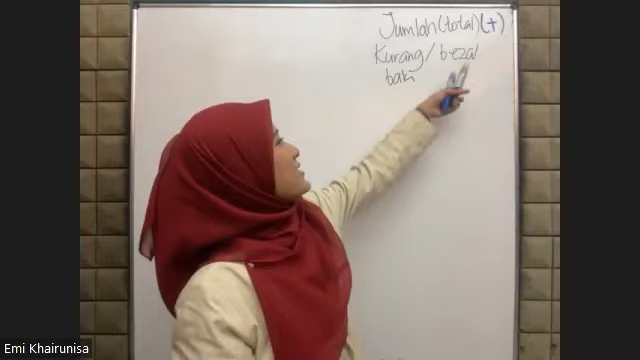 Jumlah (total) (+)
Kurang / beza /
baki
Emi Khairunisa